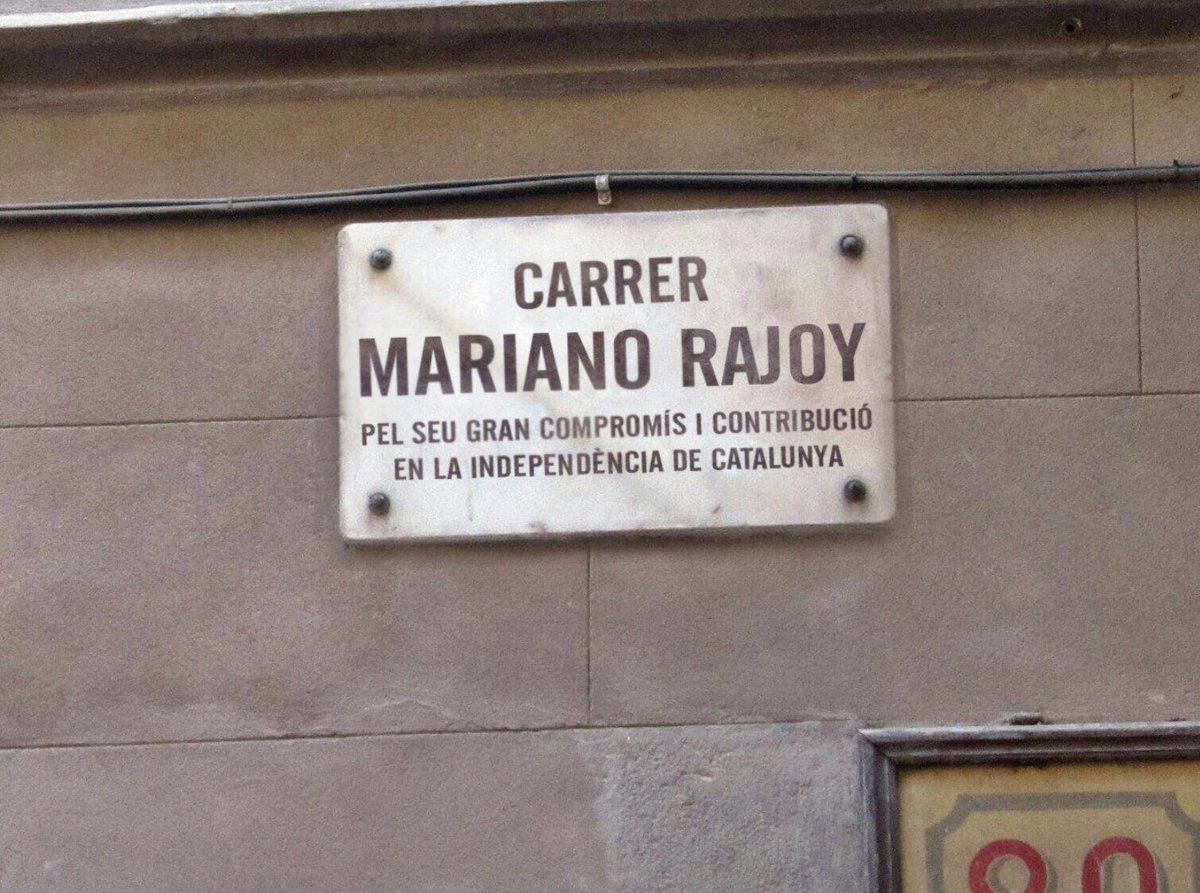 CARRER
MARIANO RAJOY
PEL SEU GRAN COMPROMÍS I CONTRIBUCIÓ
EN LA INDEPENDÈNCIA DE CATALUNYA